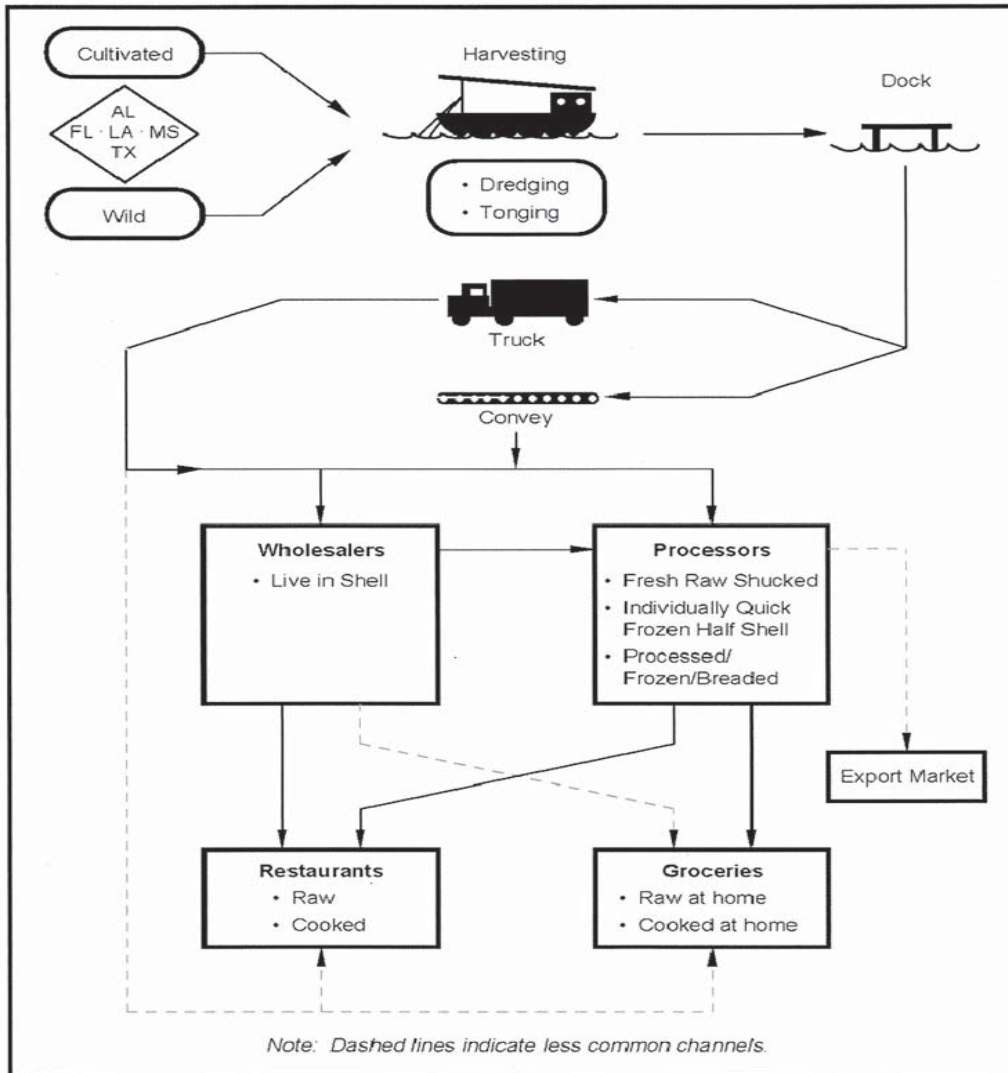 Cultivated
Harvesting
Dock
AL
FL · LA · MS
TX
Wild
• Dredging
• Tonging
Truck
Convey
Wholesalers
• Live in Shell
Processors
• Fresh Raw Shucked
• Individually Quick
Frozen Half Shell
• Processed/
Frozen/Breaded
Export Market
Restaurants
• Raw
• Cooked
Groceries
• Raw at home
• Cooked at home
Note: Dashed lines indicate less common channels.